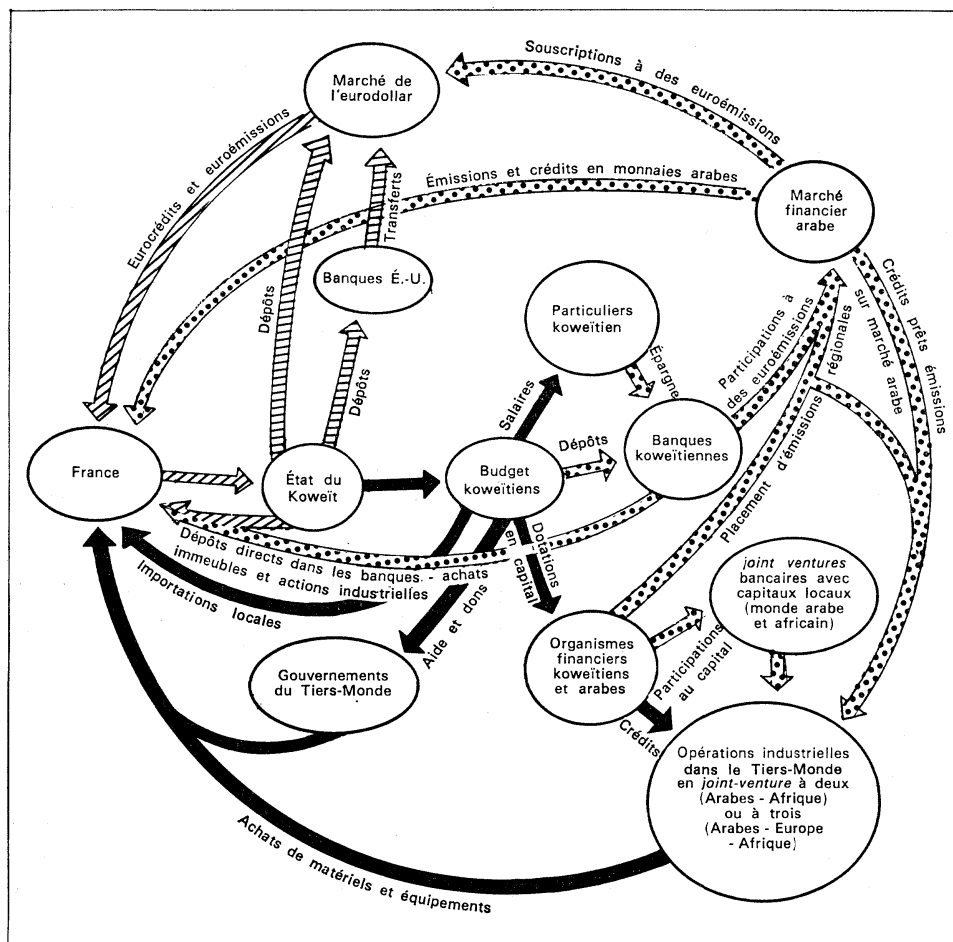 Souscriptions à des euroémissions
Marché de
l'eurodollar
Eurocrédits et euroémissions
Émissions et crédits en monnaies arabes
Marché
financier
arabe
Transferts
Banques É.-U.
Dépôts
Dépôts
Particuliers
koweïtien
Épargne
Participations à
des euroémissions
régionales
Crédits prêts émissions
sur marché arabe
Salaires
Dépôts
France
État du
Koweït
Budget
koweïtiens
Banques
koweïtiennes
Placement d'émissions
Dépôts directs dans les banques - achats
immeubles et actions industrielles
Importations locales
Aide et dons
Dotations
en capital
joint ventures
bancaires avec
capitaux locaux
(monde arabe
et africain)
Gouvernements
du Tiers-Monde
Organismes
financiers
koweïtiens
et arabes
Participations
au capital
Crédits
Opérations industrielles
dans le Tiers-Monde
en joint-venture à deux
(Arabes - Afrique)
ou à trois
(Arabes - Europe
- Afrique)
Achats de matériels et équipements